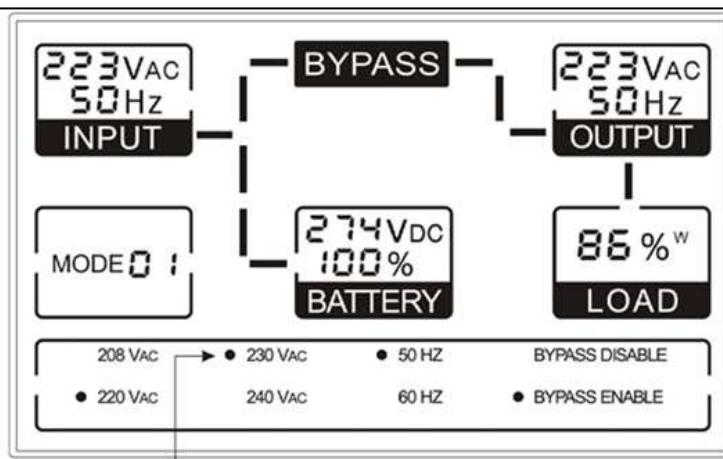 223VAC
50Hz
INPUT
BYPASS
223VAC
50Hz
OUTPUT
MODE 01
274VDC
100%
BATTERY
86%W
LOAD
208 VAC
● 230 VAC
● 50 HZ
BYPASS DISABLE
● 220 VAC
240 VAC
60 HZ
● BYPASS ENABLE